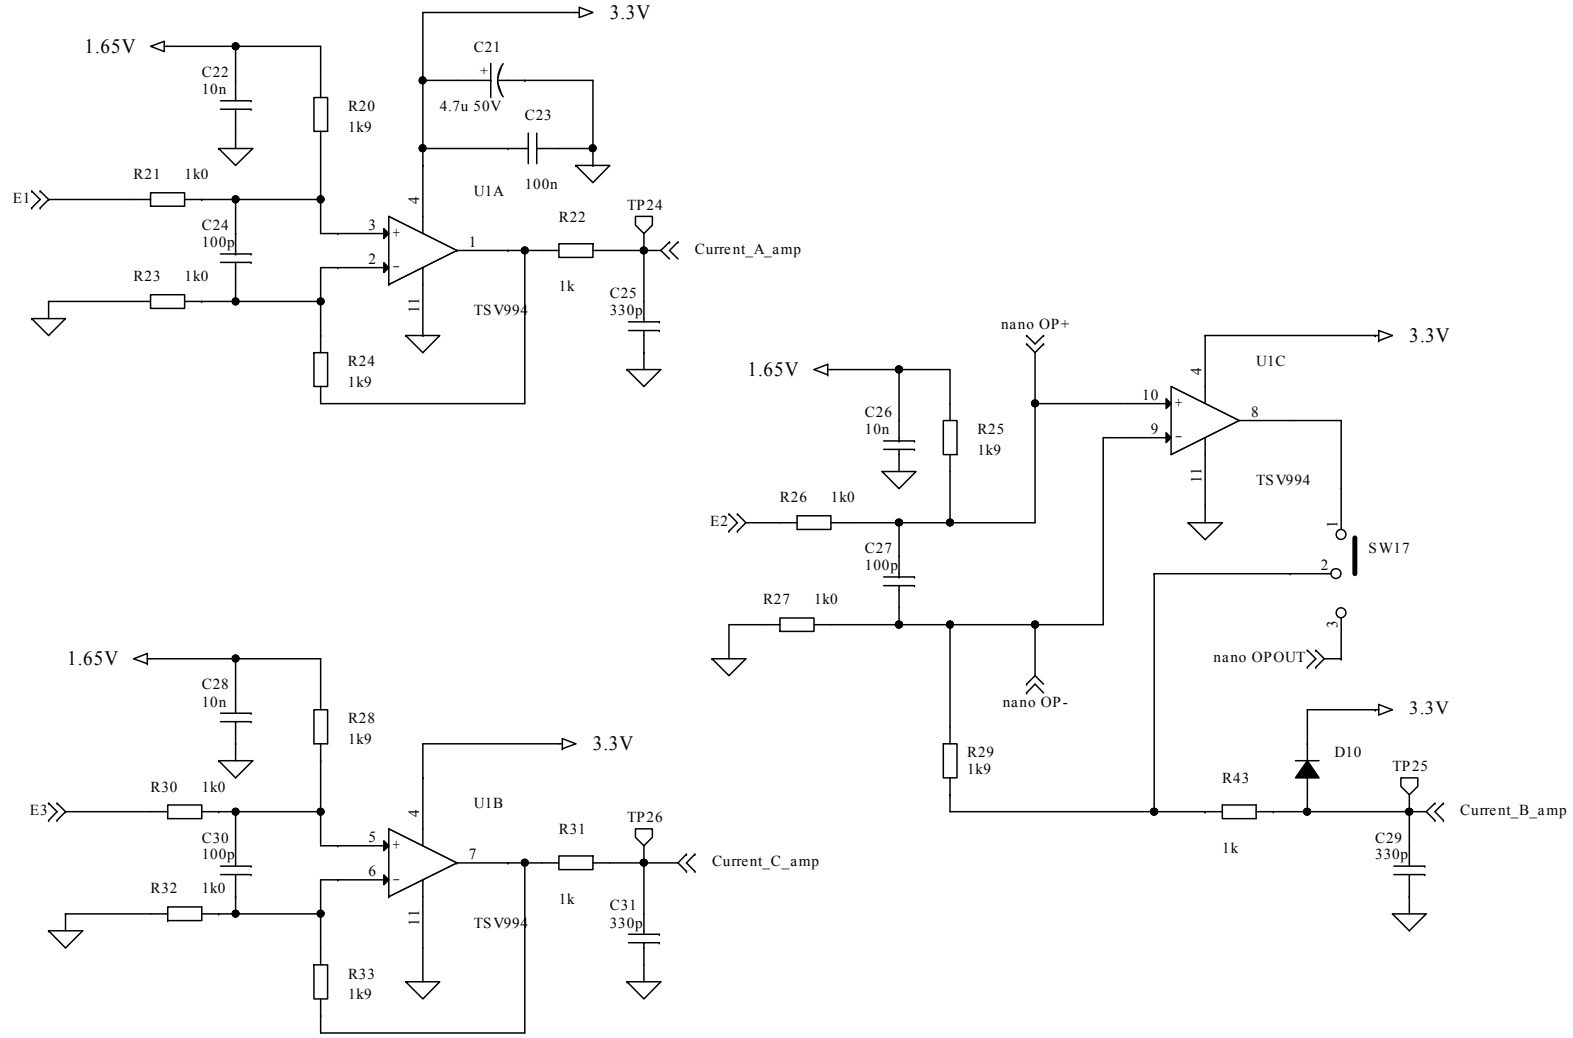 3.3V
1.65V
C21
+
4.7u 50V
C22
10n
R20
1k9
C23
100n
R21 1k0
E1
U1A
4
C24
100p
3
+
2
−
1
R22
1k
TP24
Current_A_amp
R23 1k0
11
TSV994
C25
330p
R24
1k9
nano OP+
3.3V
1.65V
U1C
4
C26
10n
R25
1k9
10
+
9
−
8
11
TSV994
R26 1k0
E2
C27
100p
1
SW17
2
3
R27 1k0
nano OPOUT
nano OP-
3.3V
R29
1k9
D10
R43
1k
TP25
Current_B_amp
C29
330p
1.65V
C28
10n
R28
1k9
3.3V
R30 1k0
E3
U1B
4
C30
100p
5
+
6
−
7
R31
1k
TP26
Current_C_amp
R32 1k0
11
TSV994
C31
330p
R33
1k9